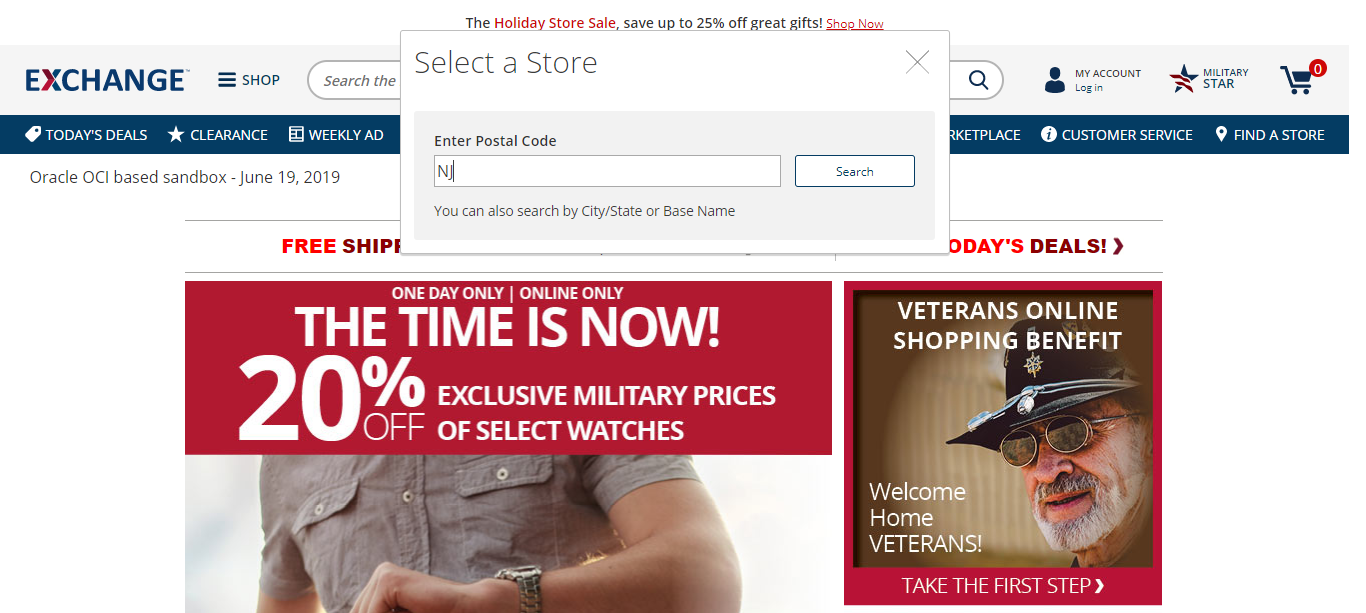 The Holiday Store Sale, save up to 25% off great gifts! Shop Now
Select a Store
EXCHANGE
SHOP
Search the
MY ACCOUNT
Log in
MILITARY
STAR
0
Enter Postal Code
NJ
Search
You can also search by City/State or Base Name
TODAY'S DEALS
CLEARANCE
WEEKLY AD
CUSTOMER SERVICE
FIND A STORE
Oracle OCI based sandbox - June 19, 2019
FREE
DEALS!
ONE DAY ONLY | ONLINE ONLY
THE TIME IS NOW!
20% OFF
EXCLUSIVE MILITARY PRICES
OF SELECT WATCHES
VETERANS ONLINE
SHOPPING BENEFIT
Welcome
Home
VETERANS!
TAKE THE FIRST STEP